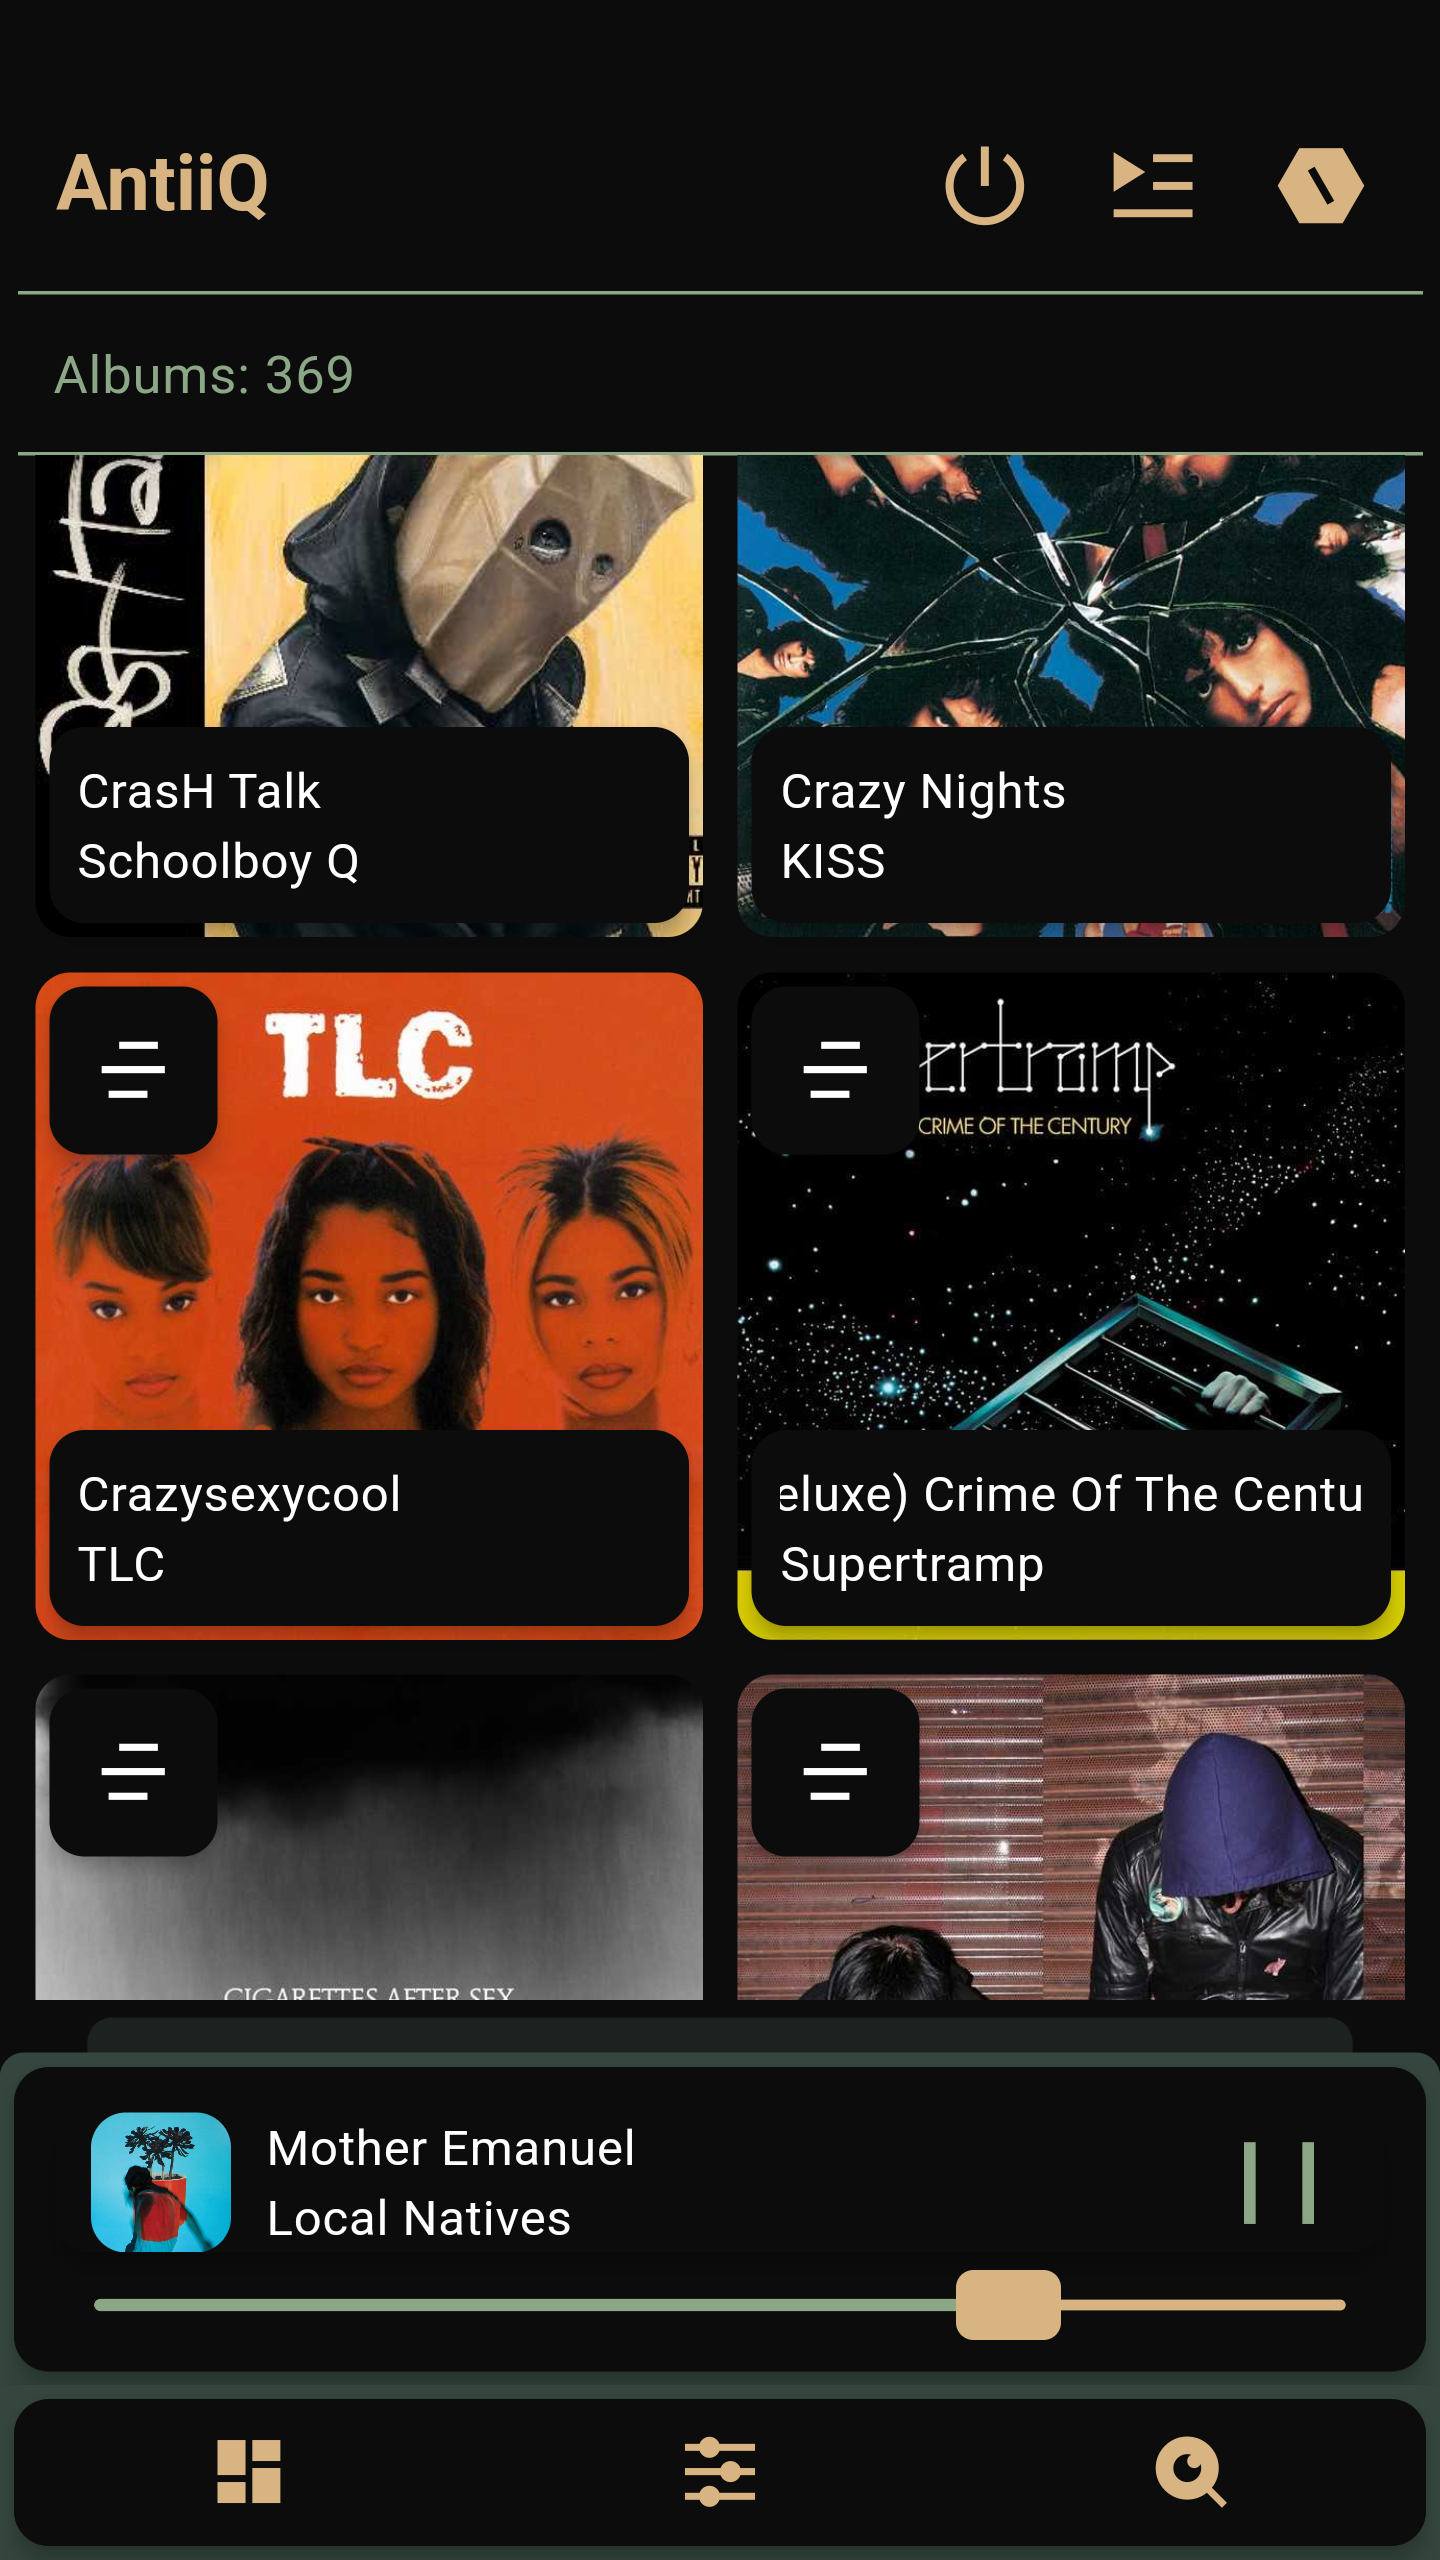 AntiiQ
Albums: 369
CrasH Talk
Schoolboy Q
Crazy Nights
KISS
TLC
Crazysexycool
TLC
ertramp
CRIME OF THE CENTURY
eluxe) Crime Of The Centu
Supertramp
CIGARETTES AFTER SEX
Mother Emanuel
Local Natives